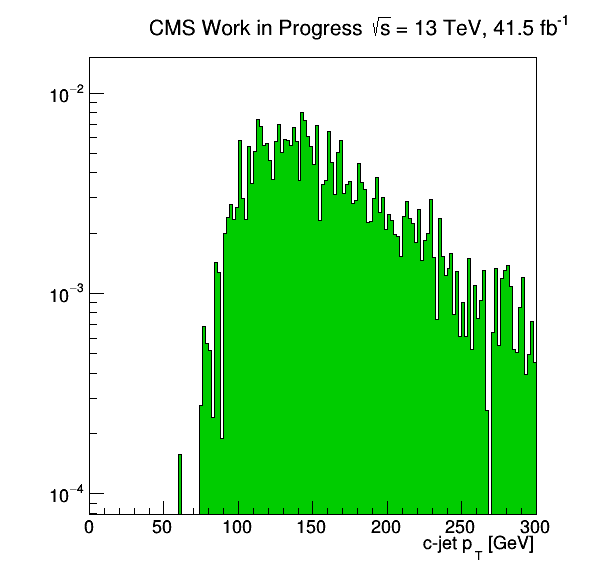 CMS Work in Progress √s = 13 TeV, 41.5 fb⁻¹
10⁻²
10⁻³
10⁻⁴
0 50 100 150 200 250 300
c-jet p_T [GeV]